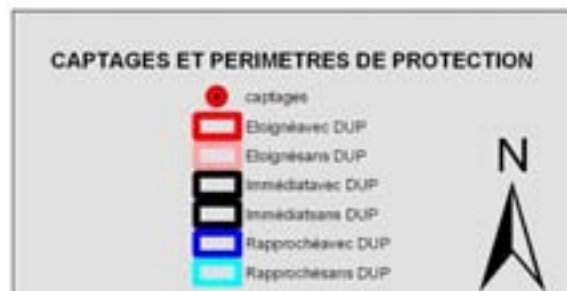 CAPTAGES ET PERIMETRES DE PROTECTION
captages
Eloignéavec DUP
Eloignésans DUP
Immédiatavec DUP
Immédiatsans DUP
Rapprochéavec DUP
Rapprochésans DUP
N